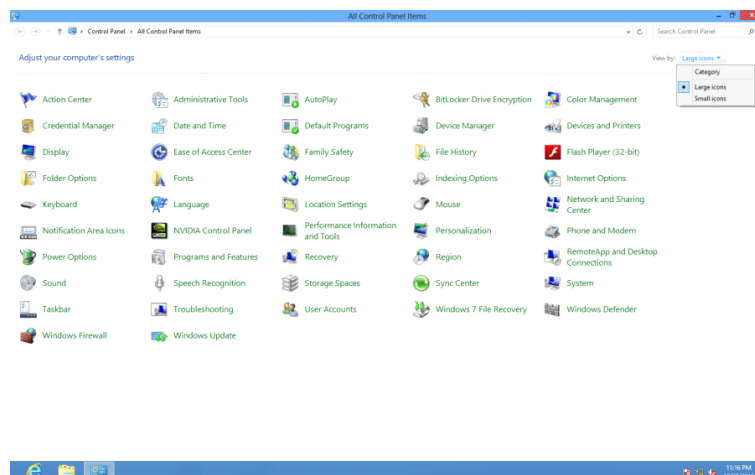 All Control Panel Items
Control Panel
All Control Panel Items
Search Control Panel
Adjust your computer's settings
View by: Large icons
Category
Large icons
Small icons
Action Center
Administrative Tools
AutoPlay
BitLocker Drive Encryption
Color Management
Credential Manager
Date and Time
Default Programs
Device Manager
Devices and Printers
Display
Ease of Access Center
Family Safety
File History
Flash Player (32-bit)
Folder Options
Fonts
HomeGroup
Indexing Options
Internet Options
Keyboard
Language
Location Settings
Mouse
Network and Sharing
Center
Notification Area Icons
NVIDIA Control Panel
Performance Information
and Tools
Personalization
Phone and Modem
Power Options
Programs and Features
Recovery
Region
RemoteApp and Desktop
Connections
Sound
Speech Recognition
Storage Spaces
Sync Center
System
Taskbar
Troubleshooting
User Accounts
Windows 7 File Recovery
Windows Defender
Windows Firewall
Windows Update
11:16 PM